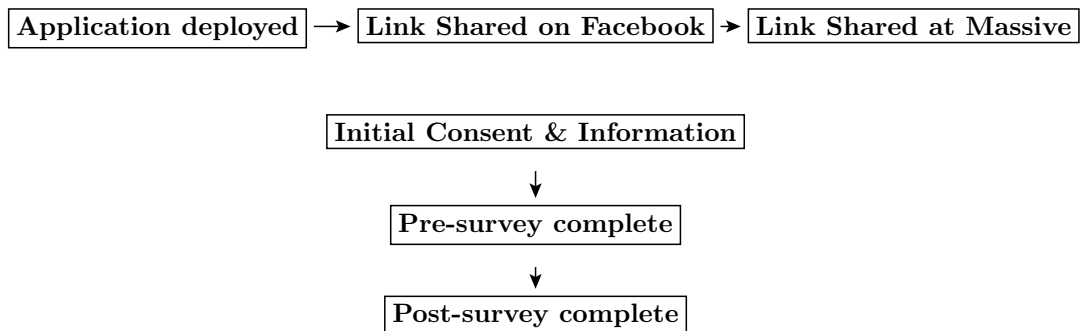 Application deployed Link Shared on Facebook Link Shared at Massive
Initial Consent & Information
Pre-survey complete
Post-survey complete